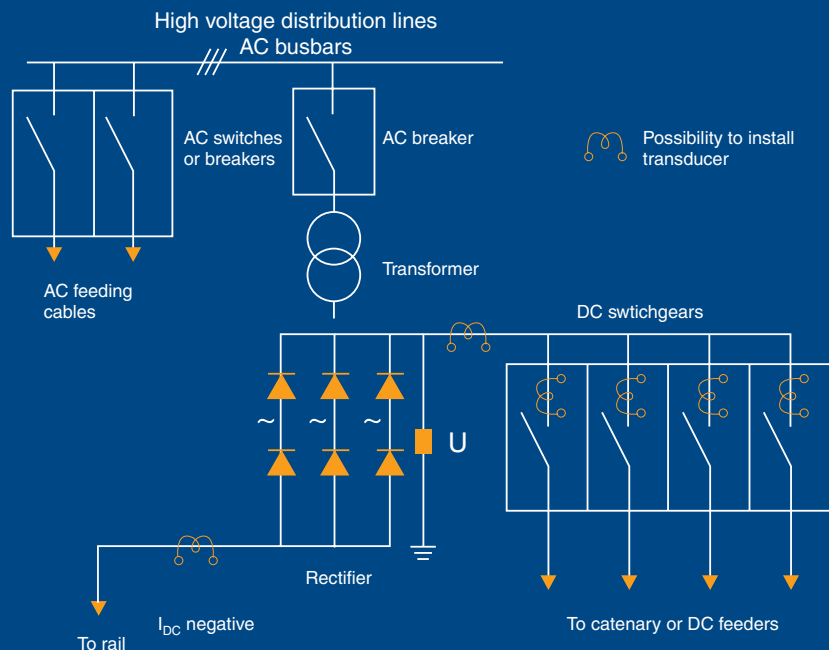 High voltage distribution lines
AC busbars
AC switches
or breakers
AC breaker
Possibility to install
transducer
Transformer
AC feeding
cables
DC swtichgears
~
~
~
U
Rectifier
I_DC negative
To rail
To catenary or DC feeders